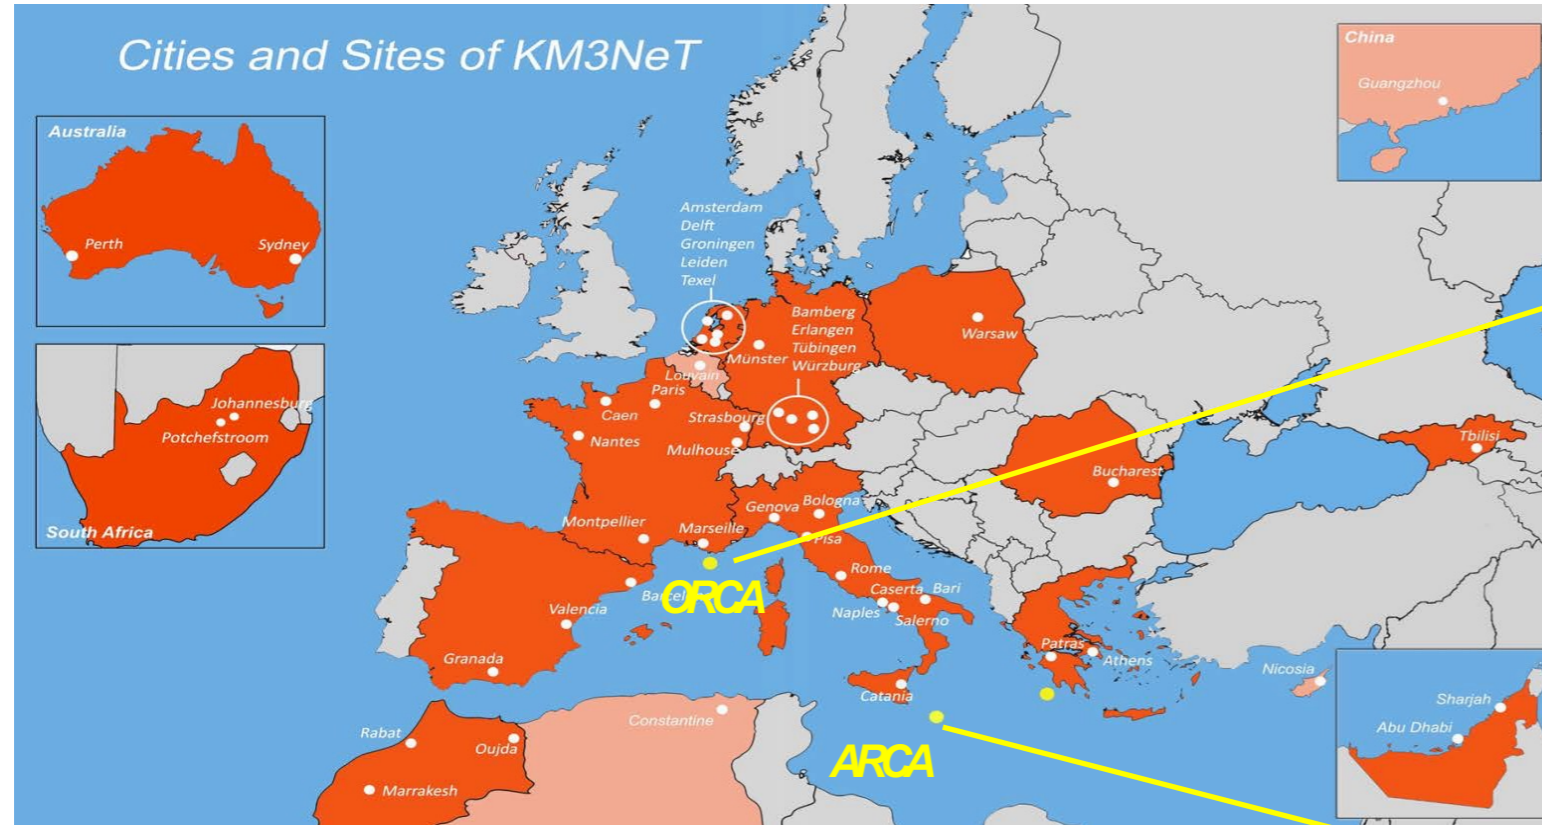 Cities and Sites of KM3NeT
China
Guangzhou
Australia
Perth
Sydney
Johannesburg
Potchefstroom
South Africa
Amsterdam
Delft
Groningen
Leiden
Texel
Bamberg
Erlangen
Tübingen
Würzburg
Münster
Warsaw
Louvain
Paris
Caen
Strasbourg
Nantes
Mulhouse
Tbilisi
Bucharest
Genova
Bologna
Montpellier
Marseille
Pisa
Rome
ORCA
Valencia
Caserta
Bari
Naples
Salerno
Granada
Patras
Athens
Nicosia
Catania
Constantine
Rabat
Oujda
Marrakesh
ARCA
Sharjah
Abu Dhabi